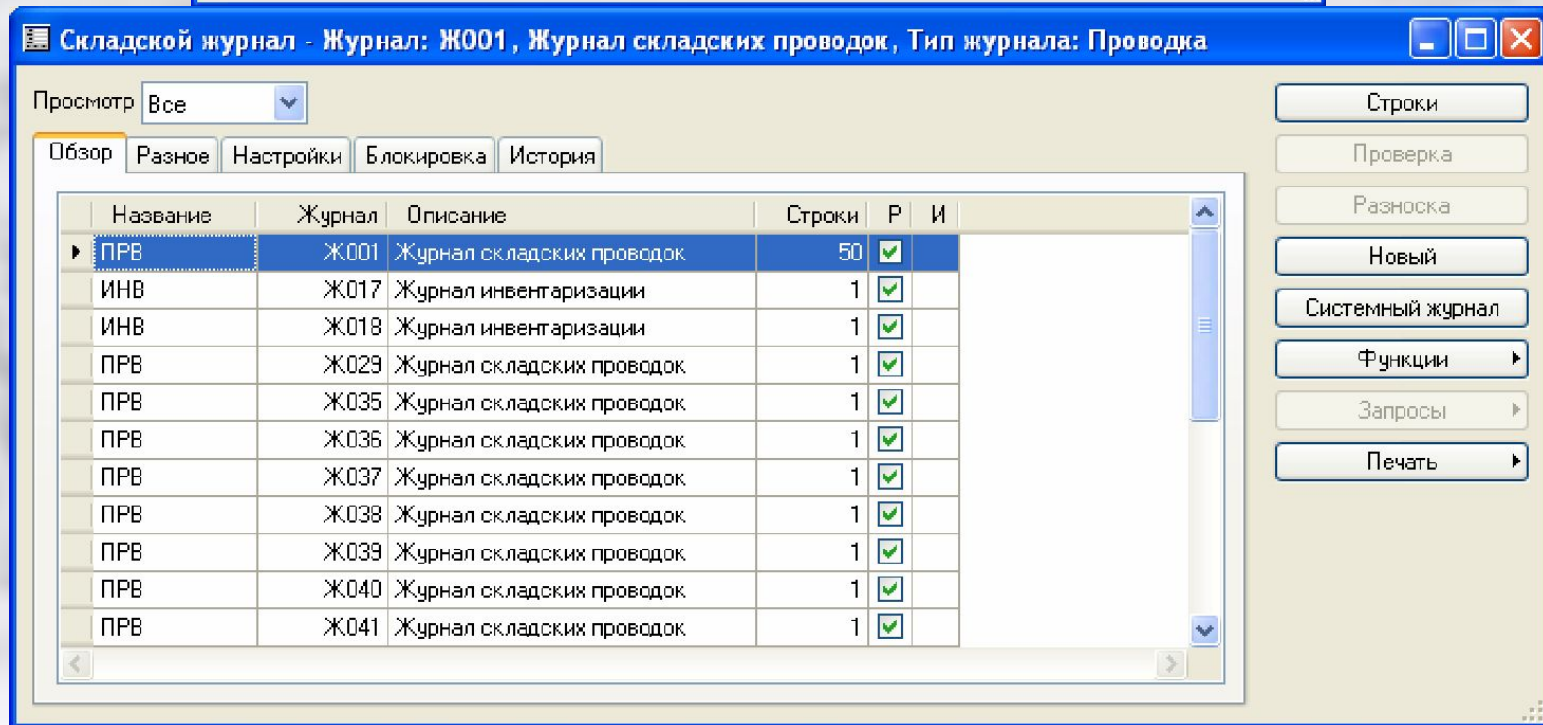 Складской журнал - Журнал: Ж001, Журнал складских проводок, Тип журнала: Проводка
Просмотр Все
Обзор Разное Настройки Блокировка История
Название Журнал Описание Строки Р И
ПРВ Ж001 Журнал складских проводок 50
ИНВ Ж017 Журнал инвентаризации 1
ИНВ Ж018 Журнал инвентаризации 1
ПРВ Ж029 Журнал складских проводок 1
ПРВ Ж035 Журнал складских проводок 1
ПРВ Ж036 Журнал складских проводок 1
ПРВ Ж037 Журнал складских проводок 1
ПРВ Ж038 Журнал складских проводок 1
ПРВ Ж039 Журнал складских проводок 1
ПРВ Ж040 Журнал складских проводок 1
ПРВ Ж041 Журнал складских проводок 1
Строки
Проверка
Разноска
Новый
Системный журнал
Функции
Запросы
Печать